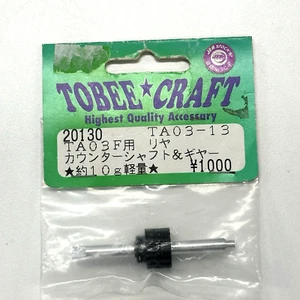 TOBEE★CRAFT
Highest Quality Accessary
20130 TA03-13
TA03F用 リヤ
カウンターシャフト&ギヤー
★約10g軽量★ ¥1000